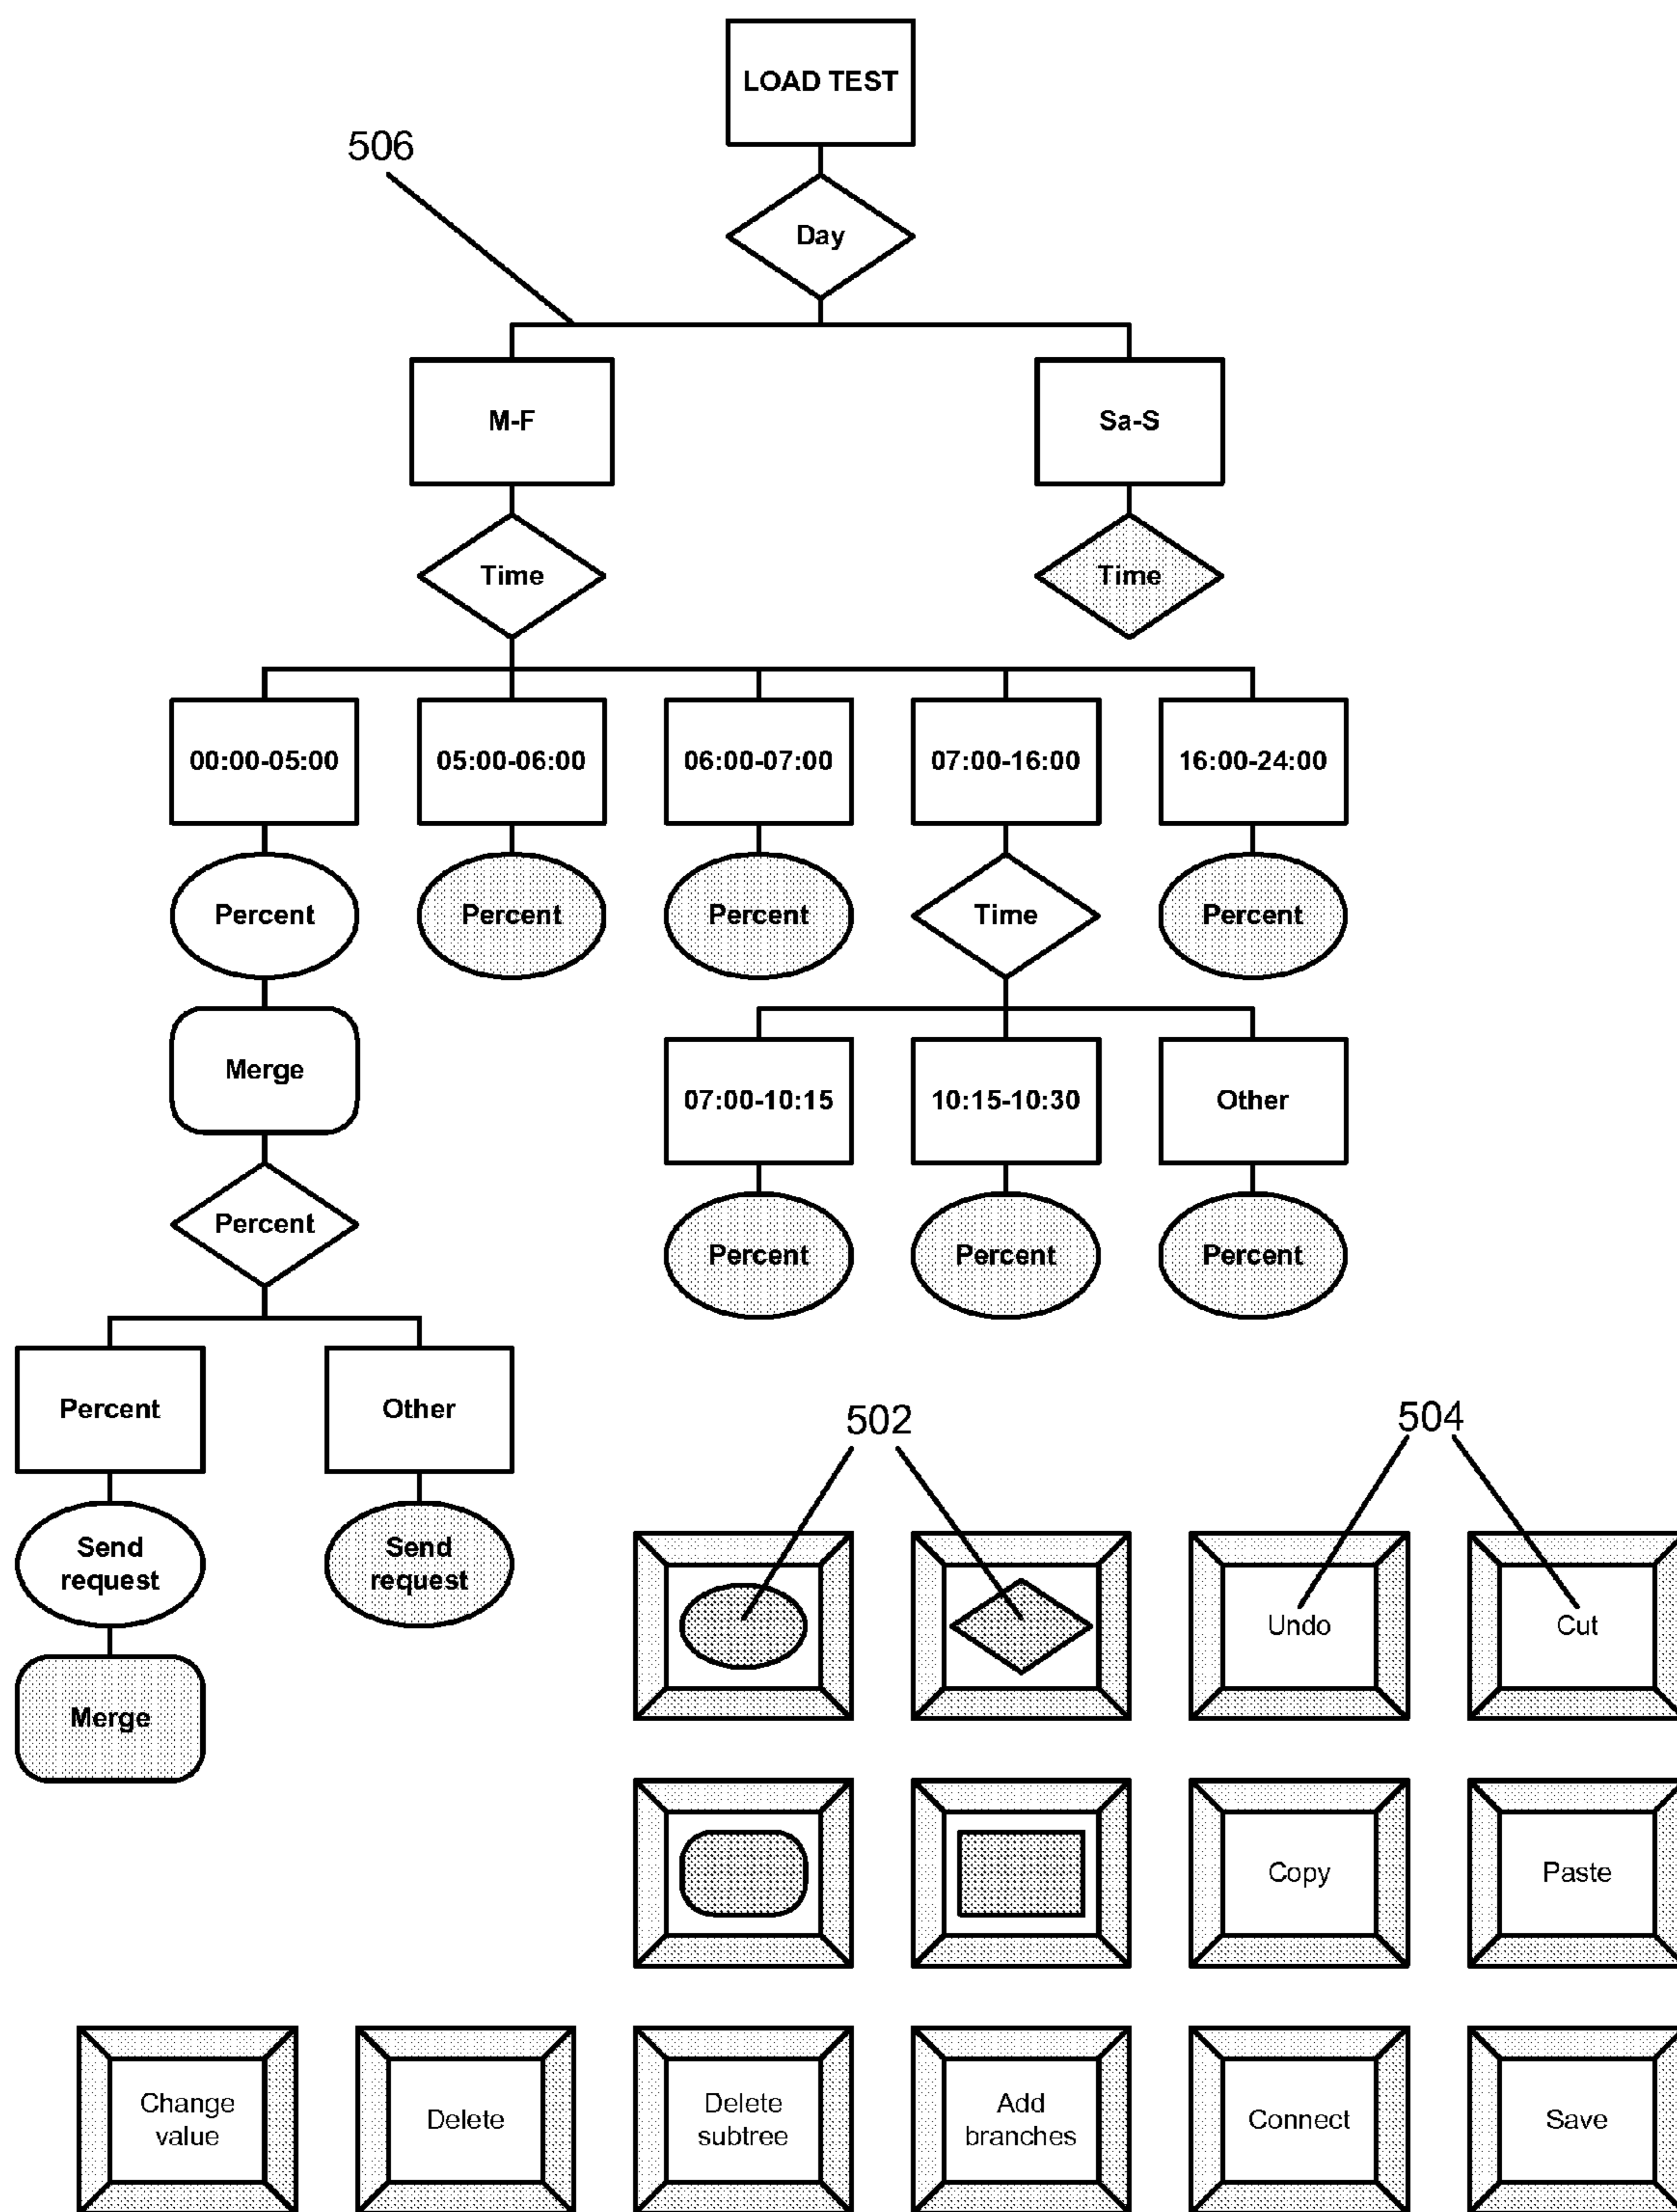 LOAD TEST
506
Day
M-F
Sa-S
Time
Time
00:00-05:00
05:00-06:00
06:00-07:00
07:00-16:00
16:00-24:00
Percent
Percent
Percent
Time
Percent
Merge
07:00-10:15
10:15-10:30
Other
Percent
Percent
Percent
Percent
Percent
Other
502
504
Send
request
Send
request
Undo
Cut
Merge
Copy
Paste
Change
value
Delete
Delete
subtree
Add
branches
Connect
Save